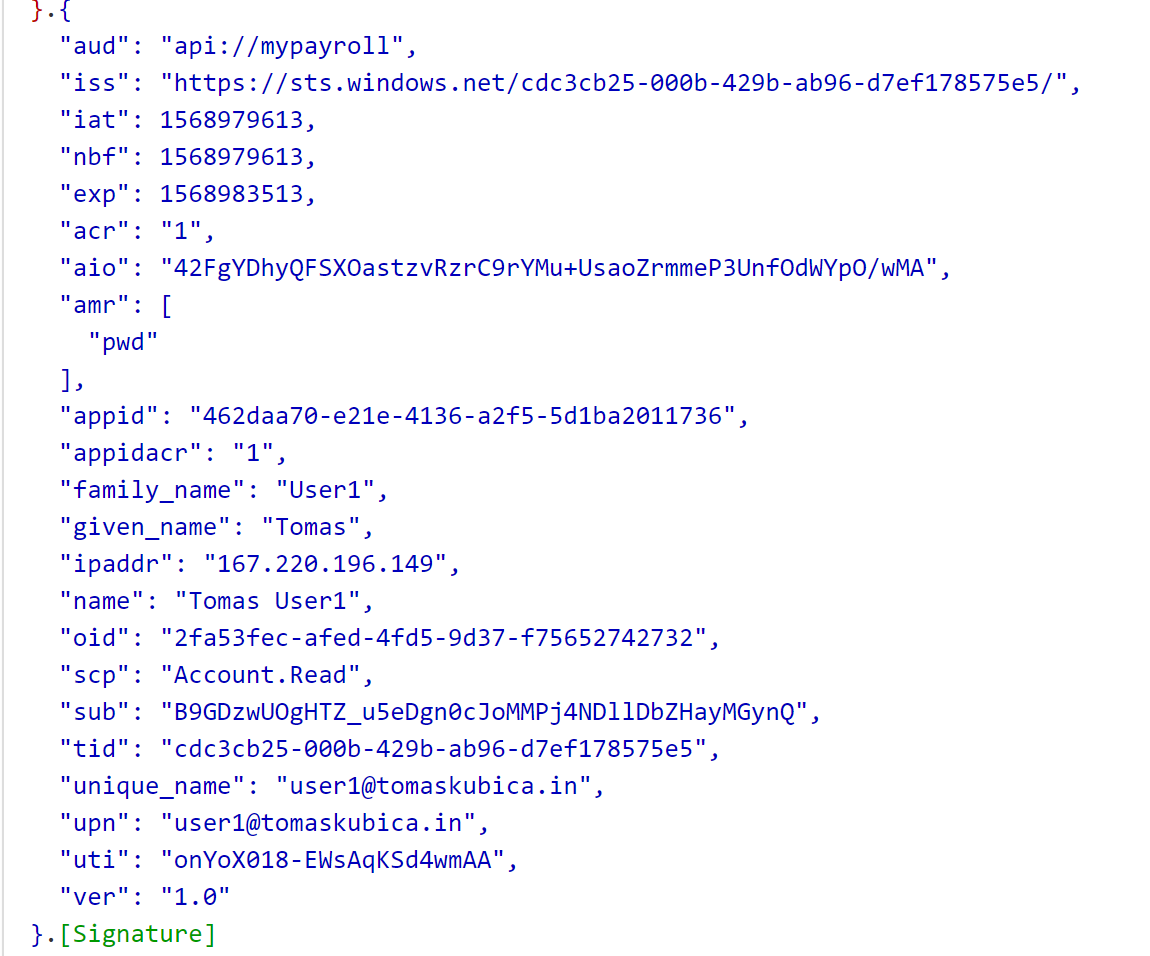 }.{
  "aud": "api://mypayroll",
  "iss": "https://sts.windows.net/cdc3cb25-000b-429b-ab96-d7ef178575e5/",
  "iat": 1568979613,
  "nbf": 1568979613,
  "exp": 1568983513,
  "acr": "1",
  "aio": "42FgYDhyQFSXOastzvRzrC9rYMu+UsaoZrmmeP3UnfOdWYpO/wMA",
  "amr": [
    "pwd"
  ],
  "appid": "462daa70-e21e-4136-a2f5-5d1ba2011736",
  "appidacr": "1",
  "family_name": "User1",
  "given_name": "Tomas",
  "ipaddr": "167.220.196.149",
  "name": "Tomas User1",
  "oid": "2fa53fec-afed-4fd5-9d37-f75652742732",
  "scp": "Account.Read",
  "sub": "B9GDzwUOgHTZ_u5eDgn0cJoMMPj4NDllDbZHayMGynQ",
  "tid": "cdc3cb25-000b-429b-ab96-d7ef178575e5",
  "unique_name": "user1@tomaskubica.in",
  "upn": "user1@tomaskubica.in",
  "uti": "onYoX018-EWsAqKSd4wmAA",
  "ver": "1.0"
}.[Signature]